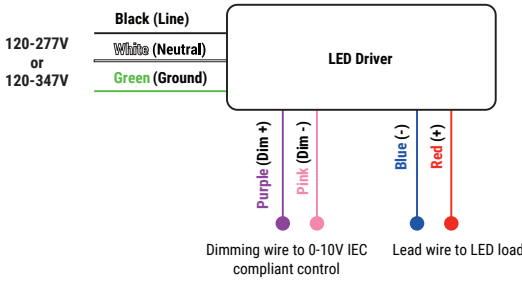 Black (Line)
120-277V
or
120-347V
White (Neutral)
Green (Ground)
LED Driver
Purple (Dim +)
Pink (Dim -)
Blue (-)
Red (+)
Dimming wire to 0-10V IEC
compliant control
Lead wire to LED load